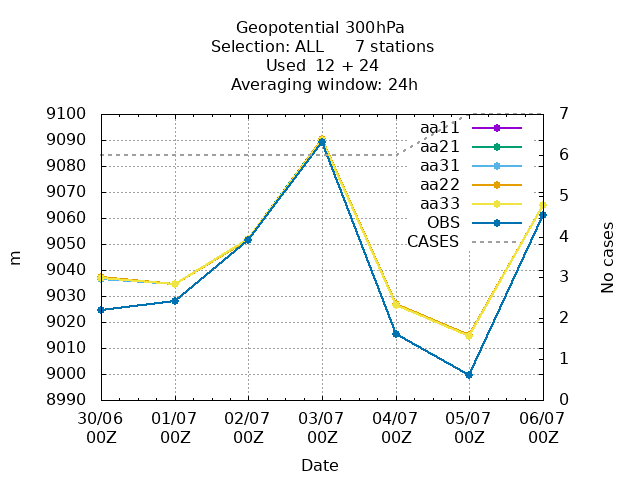 Geopotential 300hPa
Selection: ALL 7 stations
Used 12 + 24
Averaging window: 24h
9100
9090
9080
9070
9060
9050
9040
9030
9020
9010
9000
8990
m
7
6
5
4
3
2
1
0
No cases
aa11
aa21
aa31
aa22
aa33
OBS
CASES
30/06 01/07 02/07 03/07 04/07 05/07 06/07
00Z 00Z 00Z 00Z 00Z 00Z 00Z
Date